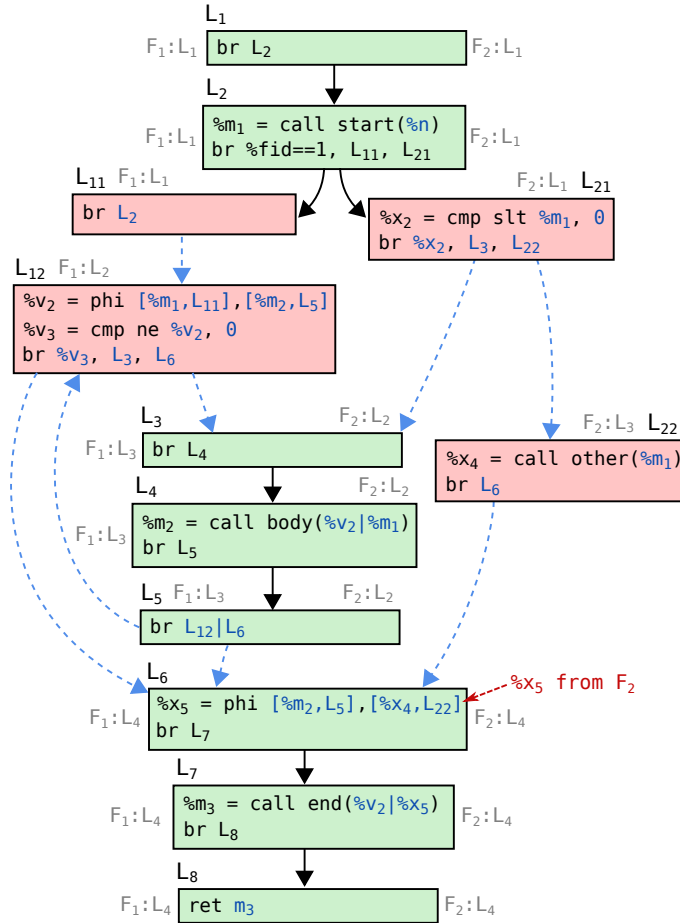 L₁
F₁:L₁ br L₂ F₂:L₁
L₂
%m₁ = call start(%n)
F₁:L₁ F₂:L₁
br %fid==1, L₁₁, L₂₁
L₁₁ F₁:L₁
br L₂
F₂:L₁ L₂₁
%x₂ = cmp slt %m₁, 0
br %x₂, L₃, L₂₂
L₁₂ F₁:L₂
%v₂ = phi [%m₁,L₁₁],[%m₂,L₅]
%v₃ = cmp ne %v₂, 0
br %v₃, L₃, L₆
L₃ F₂:L₂
F₁:L₃ br L₄
F₂:L₃ L₂₂
%x₄ = call other(%m₁)
br L₆
L₄ F₂:L₂
%m₂ = call body(%v₂|%m₁)
F₁:L₃ br L₅
L₅ F₁:L₃ F₂:L₂
br L₁₂|L₆
L₆
%x₅ from F₂
%x₅ = phi [%m₂,L₅],[%x₄,L₂₂]
F₁:L₄ F₂:L₄
br L₇
L₇
%m₃ = call end(%v₂|%x₅)
F₁:L₄ F₂:L₄
br L₈
L₈
F₁:L₄ ret m₃ F₂:L₄